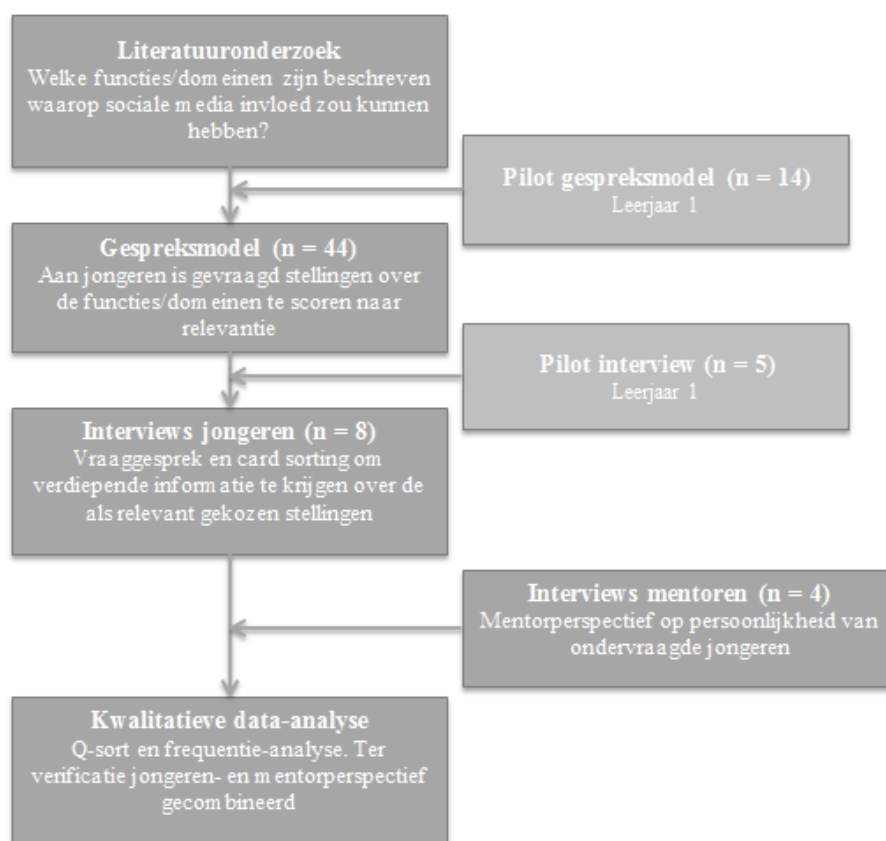 Literatuuronderzoek
Welke functies/domeinen zijn beschreven
waarop sociale media invloed zou kunnen
hebben?
Pilot gespreksmodel (n = 14)
Leerjaar 1
Gespreksmodel (n = 44)
Aan jongeren is gevraagd stellingen over
de functies/domeinen te scoren naar
relevantie
Pilot interview (n = 5)
Leerjaar 1
Interviews jongeren (n = 8)
Vraaggesprek en card sorting om
verdiepende informatie te krijgen over de
als relevant gekozen stellingen
Interviews mentoren (n = 4)
Mentorperspectief op persoonlijkheid van
ondervraagde jongeren
Kwalitatieve data-analyse
Q-sort en frequentie-analyse. Ter
verificatie jongeren- en mentorperspectief
gecombineerd